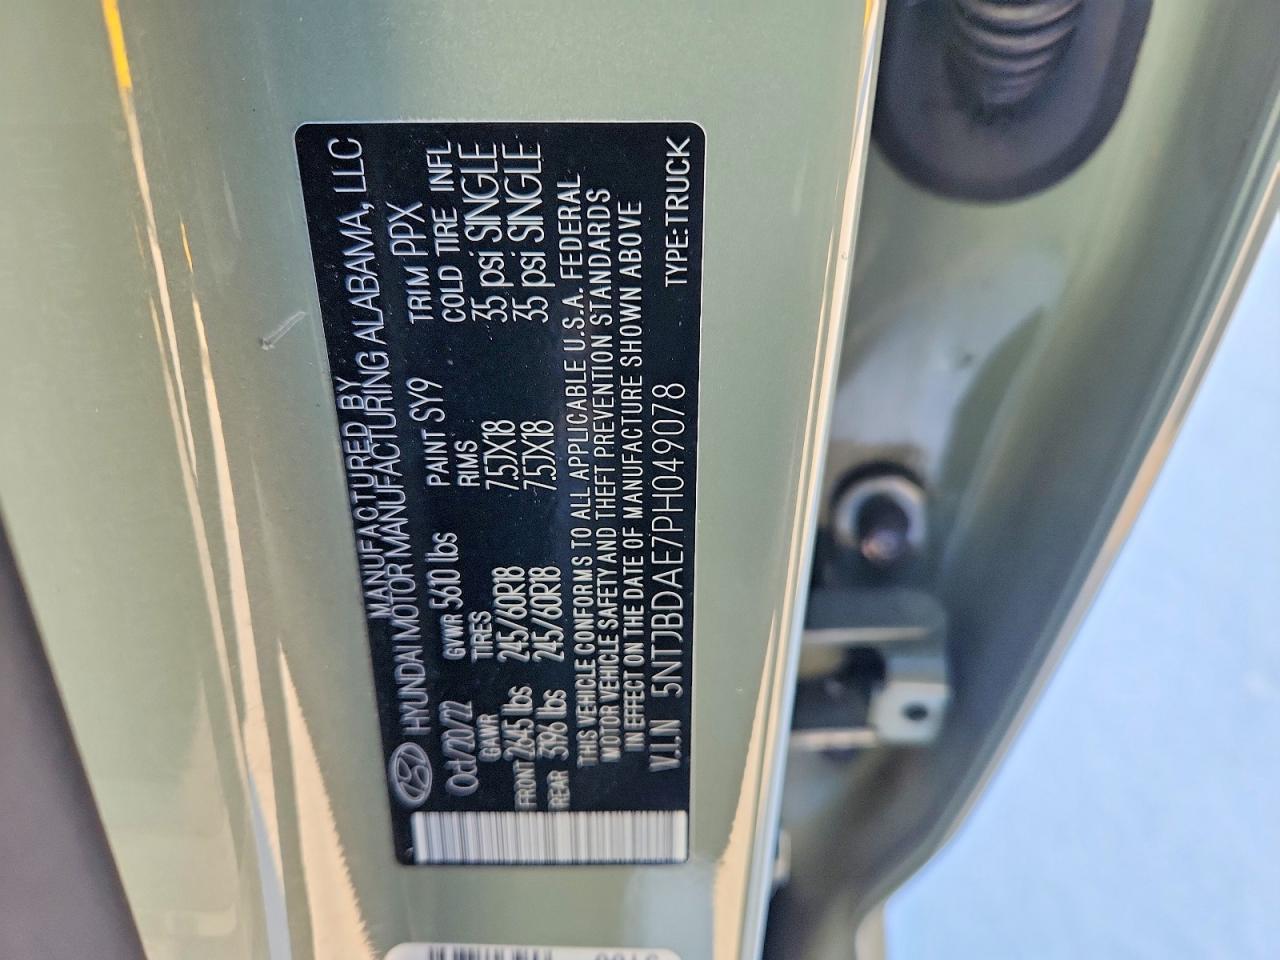 MANUFACTURED BY
HYUNDAI MOTOR MANUFACTURING ALABAMA, LLC
Oct/20/22 GVWR 5610 lbs PAINT SY9 TRIM PPX
GAWR TIRES RIMS COLD TIRE INFL
FRONT 2645 lbs 245/60R18 7.5JX18 35 psi SINGLE
REAR 3196 lbs 245/60R18 7.5JX18 35 psi SINGLE
THIS VEHICLE CONFORMS TO ALL APPLICABLE U.S.A. FEDERAL
MOTOR VEHICLE SAFETY AND THEFT PREVENTION STANDARDS
IN EFFECT ON THE DATE OF MANUFACTURE SHOWN ABOVE
V.I.N 5NTJBDAE7PH049078 TYPE:TRUCK